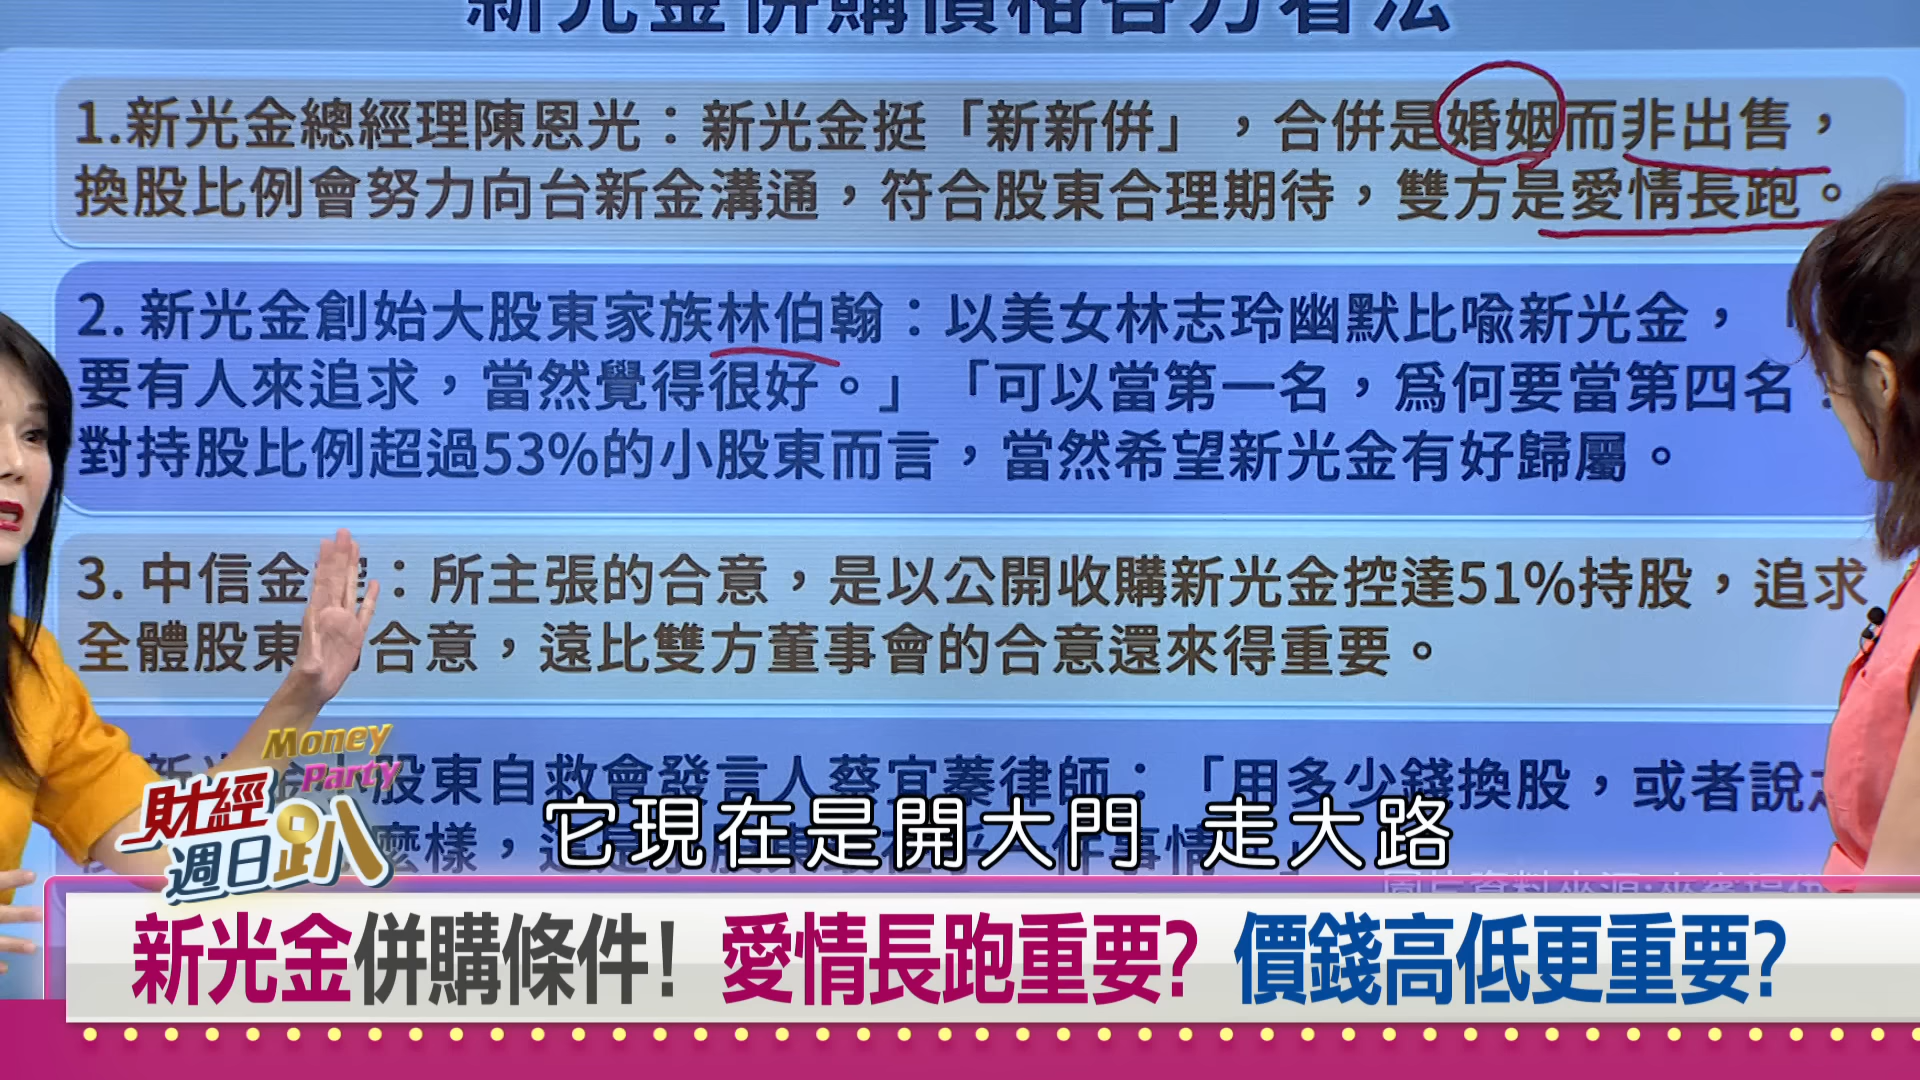 新光金併購價格各方看法
1.新光金總經理陳恩光：新光金挺「新新併」，合併是婚姻而非出售，
換股比例會努力向台新金溝通，符合股東合理期待，雙方是愛情長跑。
2. 新光金創始大股東家族林伯翰：以美女林志玲幽默比喻新光金，「
要有人來追求，當然覺得很好。」「可以當第一名，為何要當第四名
對持股比例超過53%的小股東而言，當然希望新光金有好歸屬。
3. 中信金控：所主張的合意，是以公開收購新光金控達51%持股，追求
全體股東 合意，遠比雙方董事會的合意還來得重要。
股東自救會發言人蔡宜蓁律師：「用多少錢換股，或者說
麼樣，這是
Money
Party
財經
週日趴
它現在是開大門 走大路
新光金併購條件! 愛情長跑重要? 價錢高低更重要?